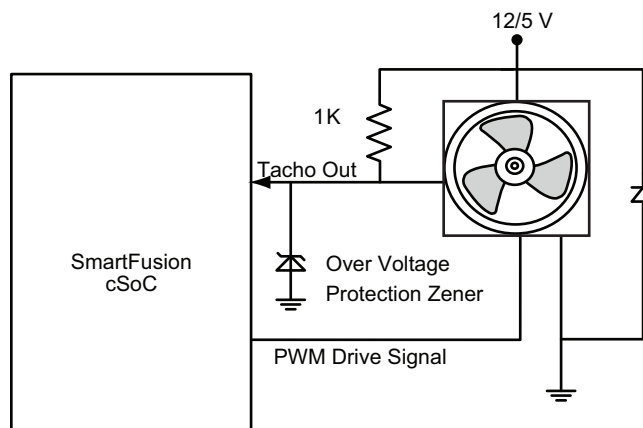 12/5 V
1K
Tacho Out
SmartFusion
cSoC
Over Voltage
Protection Zener
PWM Drive Signal